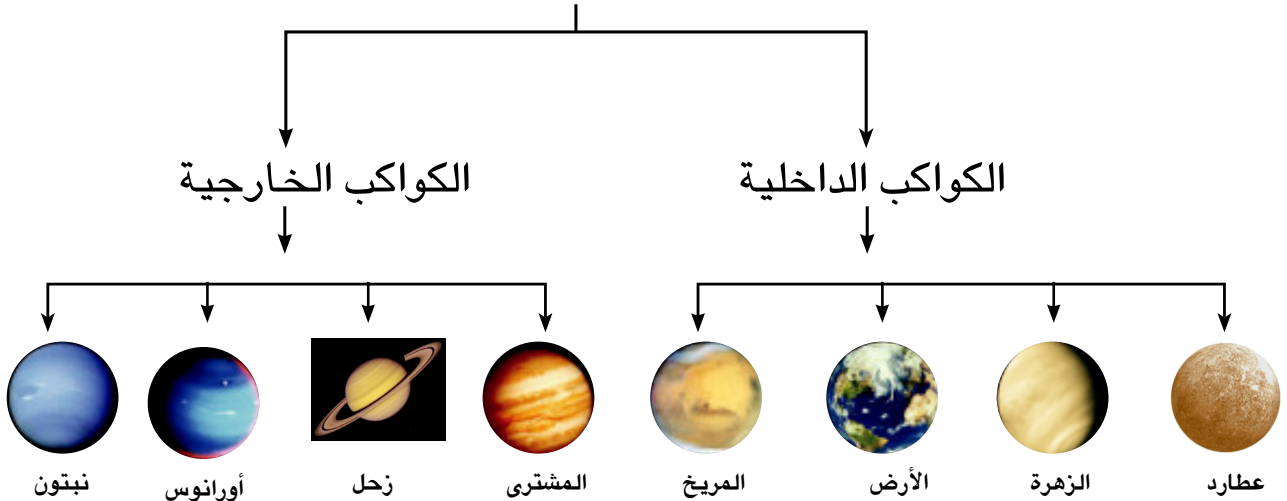 الكواكب الداخلية
الكواكب الخارجية
عطارد
الزهرة
الأرض
المريخ
المشترى
زحل
أورانوس
نبتون